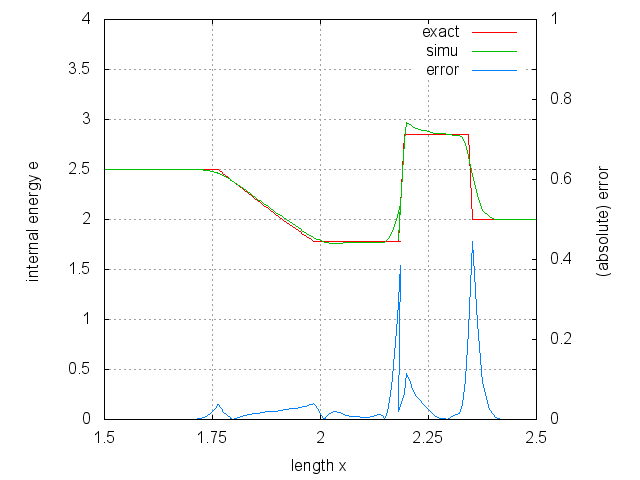 4
3.5
3
2.5
2
1.5
1
0.5
0
internal energy e
1
0.8
0.6
0.4
0.2
0
(absolute) error
exact
simu
error
1.5 1.75 2 2.25 2.5
length x